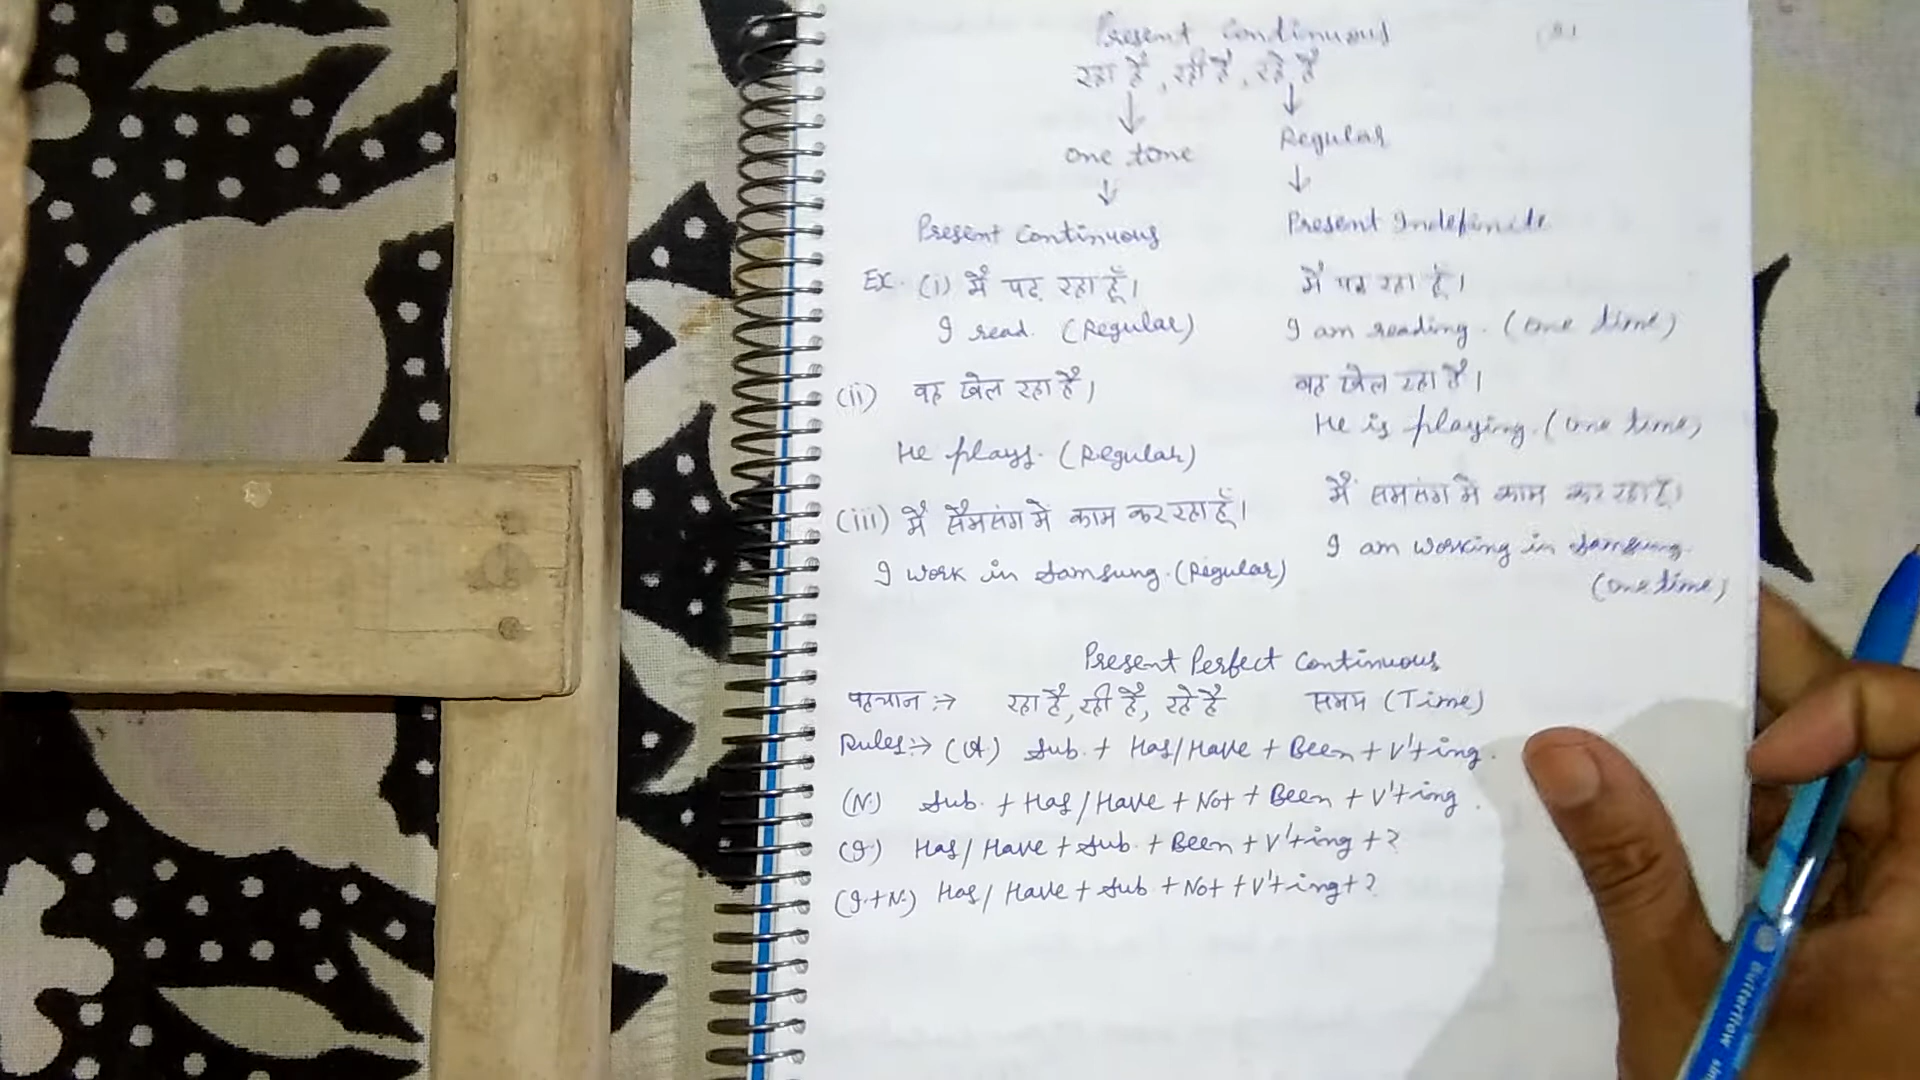 Present Continuous
रहा है, रही है, रहे है
One tome Regular
Present Continuous Present Indefinite
Ex. (i) मैं पढ़ रहा हूँ। मैं पढ़ रहा हूं।
I read. (Regular) I am reading. (One time)
(ii) वह खेल रहा है। वह खेल रहा है।
He plays. (Regular) He is playing. (One time)
(iii) मैं सैमसंग मे काम कर रहा हूँ। मैं समसंग मे काम कर रहा हूं।
I work in Samsung. (Regular) I am working in Samsung.
(One time)
Present Perfect Continuous
पहचान :→ रहा है, रही है, रहे है समय (Time)
Rules :→ (A) Sub. + Has/Have + Been + V¹+ing.
(N.) Sub. + Has/Have + Not + Been + V¹+ing.
(I.) Has/Have + Sub. + Been + V¹+ing + ?
(I.+N.) Has/Have + Sub + Not + V¹+ing+ ?
Butterflow